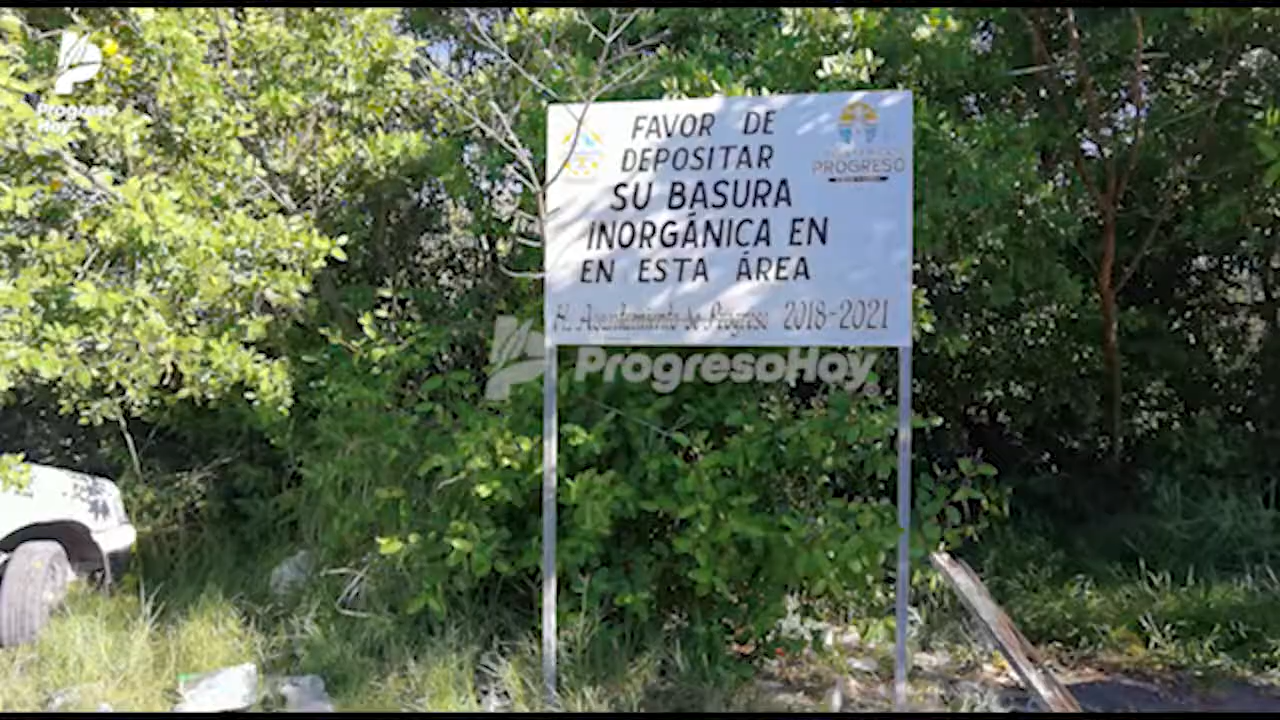 Progreso
Hoy
FAVOR DE
DEPOSITAR
SU BASURA
INORGÁNICA EN
EN ESTA ÁREA
H. Ayuntamiento de Progreso 2018-2021
PROGRESO
ProgresoHoy